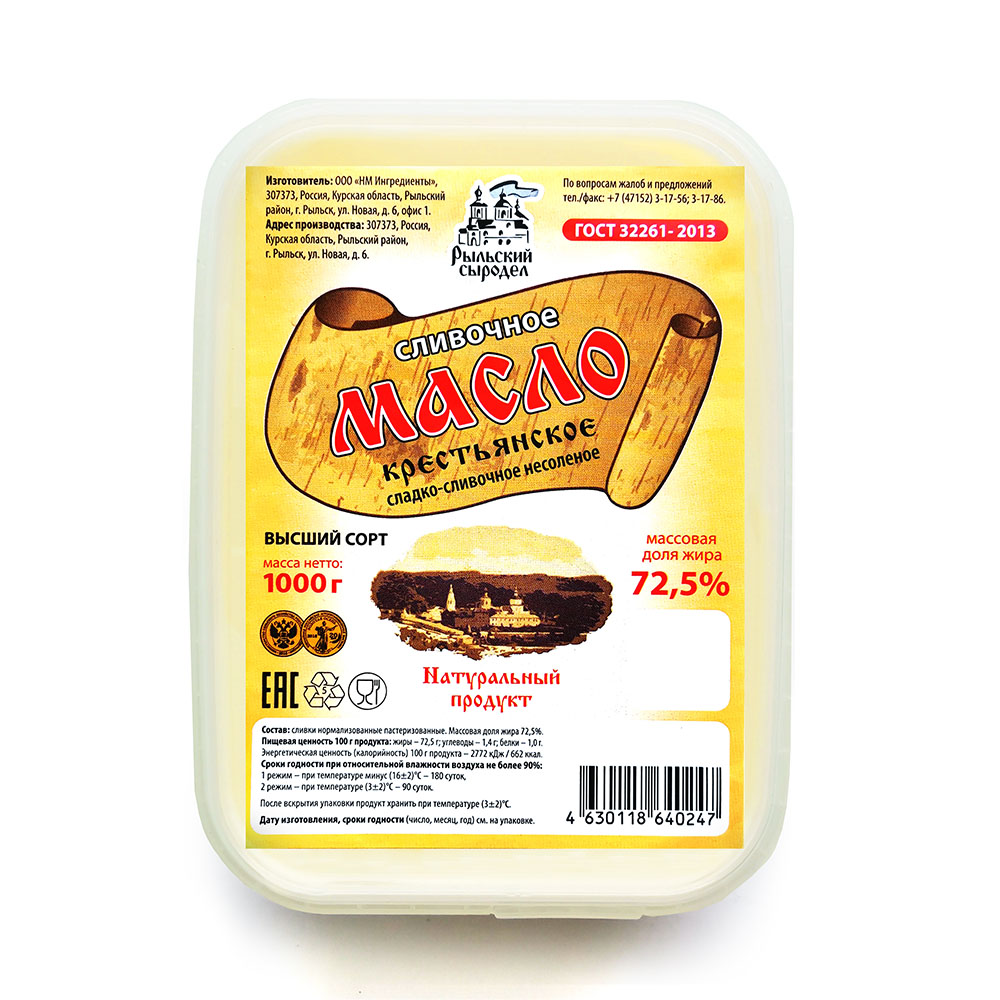 Изготовитель: ООО «НМ Ингредиенты»,
307373, Россия, Курская область, Рыльский
район, г. Рыльск, ул. Новая, д. 6, офис 1.
Адрес производства: 307373, Россия,
Курская область, Рыльский район,
г. Рыльск, ул. Новая, д. 6.
Рыльский
сыродел
По вопросам жалоб и предложений
тел./факс: +7 (47152) 3-17-56; 3-17-86.
ГОСТ 32261- 2013
сливочное
масло
крестьянское
сладко-сливочное несоленое
ВЫСШИЙ СОРТ
масса нетто:
1000 г
массовая
доля жира
72,5%
Натуральный
продукт
EAC
5
Состав: сливки нормализованные пастеризованные. Массовая доля жира 72,5%.
Пищевая ценность 100 г продукта: жиры – 72,5 г; углеводы – 1,4 г; белки – 1,0 г.
Энергетическая ценность (калорийность) 100 г продукта – 2772 кДж / 662 ккал.
Сроки годности при относительной влажности воздуха не более 90%:
1 режим – при температуре минус (16±2)°С – 180 суток,
2 режим – при температуре (3±2)°С – 90 суток.
После вскрытия упаковки продукт хранить при температуре (3±2)°С.
Дату изготовления, сроки годности (число, месяц, год) см. на упаковке.
4 630118 640247